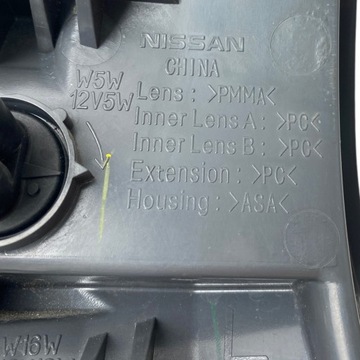 NISSAN
CHINA
W5W
12V5W
Lens : >PMMA<
Inner Lens A : >PC<
Inner Lens B : >PC<
Extension : >PC<
Housing : >ASA<
W16W